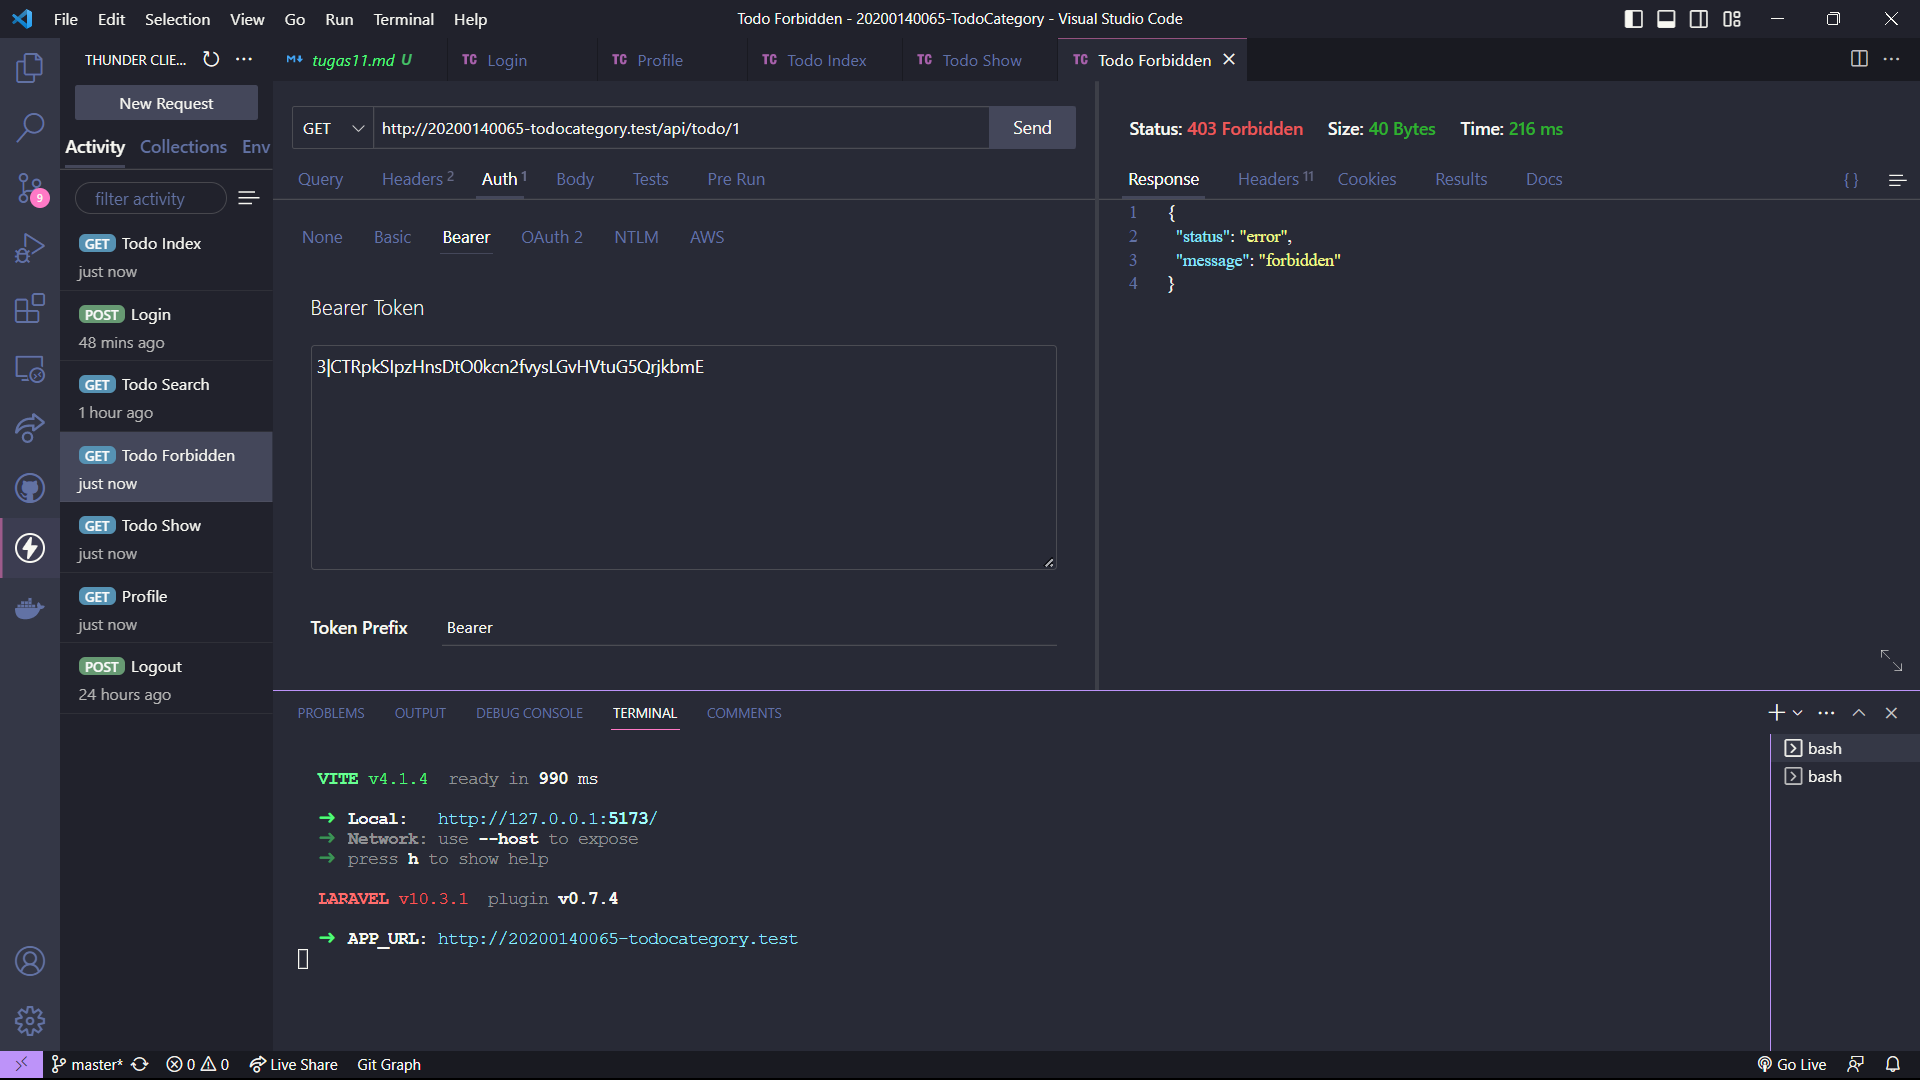 File Edit Selection View Go Run Terminal Help
Todo Forbidden - 20200140065-TodoCategory - Visual Studio Code
THUNDER CLIE...
New Request
Activity Collections Env
filter activity
GET Todo Index
just now
POST Login
48 mins ago
GET Todo Search
1 hour ago
GET Todo Forbidden
just now
GET Todo Show
just now
GET Profile
just now
POST Logout
24 hours ago
9
tugas11.md U
TC Login
TC Profile
TC Todo Index
TC Todo Show
TC Todo Forbidden
GET http://20200140065-todocategory.test/api/todo/1 Send
Query Headers 2 Auth 1 Body Tests Pre Run
None Basic Bearer OAuth 2 NTLM AWS
Bearer Token
3|CTRpkSIpzHnsDtO0kcn2fvysLGvHVtuG5QrjkbmE
Token Prefix Bearer
Status: 403 Forbidden Size: 40 Bytes Time: 216 ms
Response Headers 11 Cookies Results Docs { }
1 {
2 "status": "error",
3 "message": "forbidden"
4 }
PROBLEMS OUTPUT DEBUG CONSOLE TERMINAL COMMENTS
VITE v4.1.4 ready in 990 ms
➜ Local: http://127.0.0.1:5173/
➜ Network: use --host to expose
➜ press h to show help
LARAVEL v10.3.1 plugin v0.7.4
➜ APP_URL: http://20200140065-todocategory.test
bash
bash
master* 0 0 Live Share Git Graph
Go Live